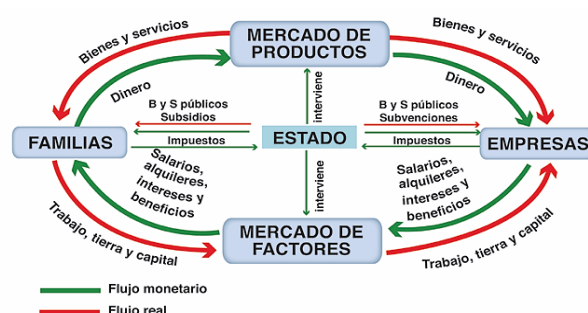 MERCADO DE
PRODUCTOS
Bienes y servicios
Bienes y servicios
Dinero
Dinero
interviene
B y S públicos
Subsidios
B y S públicos
Subvenciones
FAMILIAS
Impuestos
ESTADO
Impuestos
EMPRESAS
Salarios,
alquileres,
intereses y
beneficios
interviene
Salarios,
alquileres,
intereses y
beneficios
Trabajo, tierra y capital
MERCADO DE
FACTORES
Trabajo, tierra y capital
Flujo monetario
Flujo real